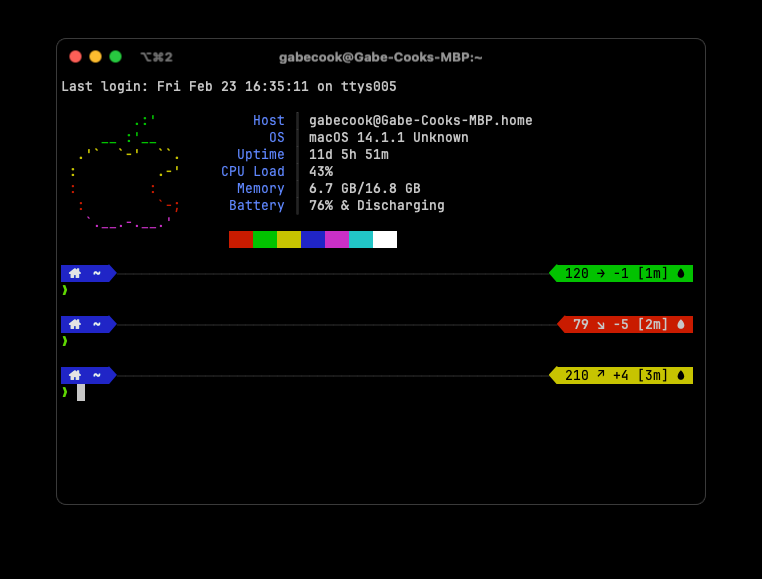 ⌥⌘2 gabecook@Gabe-Cooks-MBP:~
Last login: Fri Feb 23 16:35:11 on ttys005
Host gabecook@Gabe-Cooks-MBP.home
OS macOS 14.1.1 Unknown
Uptime 11d 5h 51m
CPU Load 43%
Memory 6.7 GB/16.8 GB
Battery 76% & Discharging
~ 120 → -1 [1m]
❱
~ 79 ↘ -5 [2m]
❱
~ 210 ↗ +4 [3m]
❱